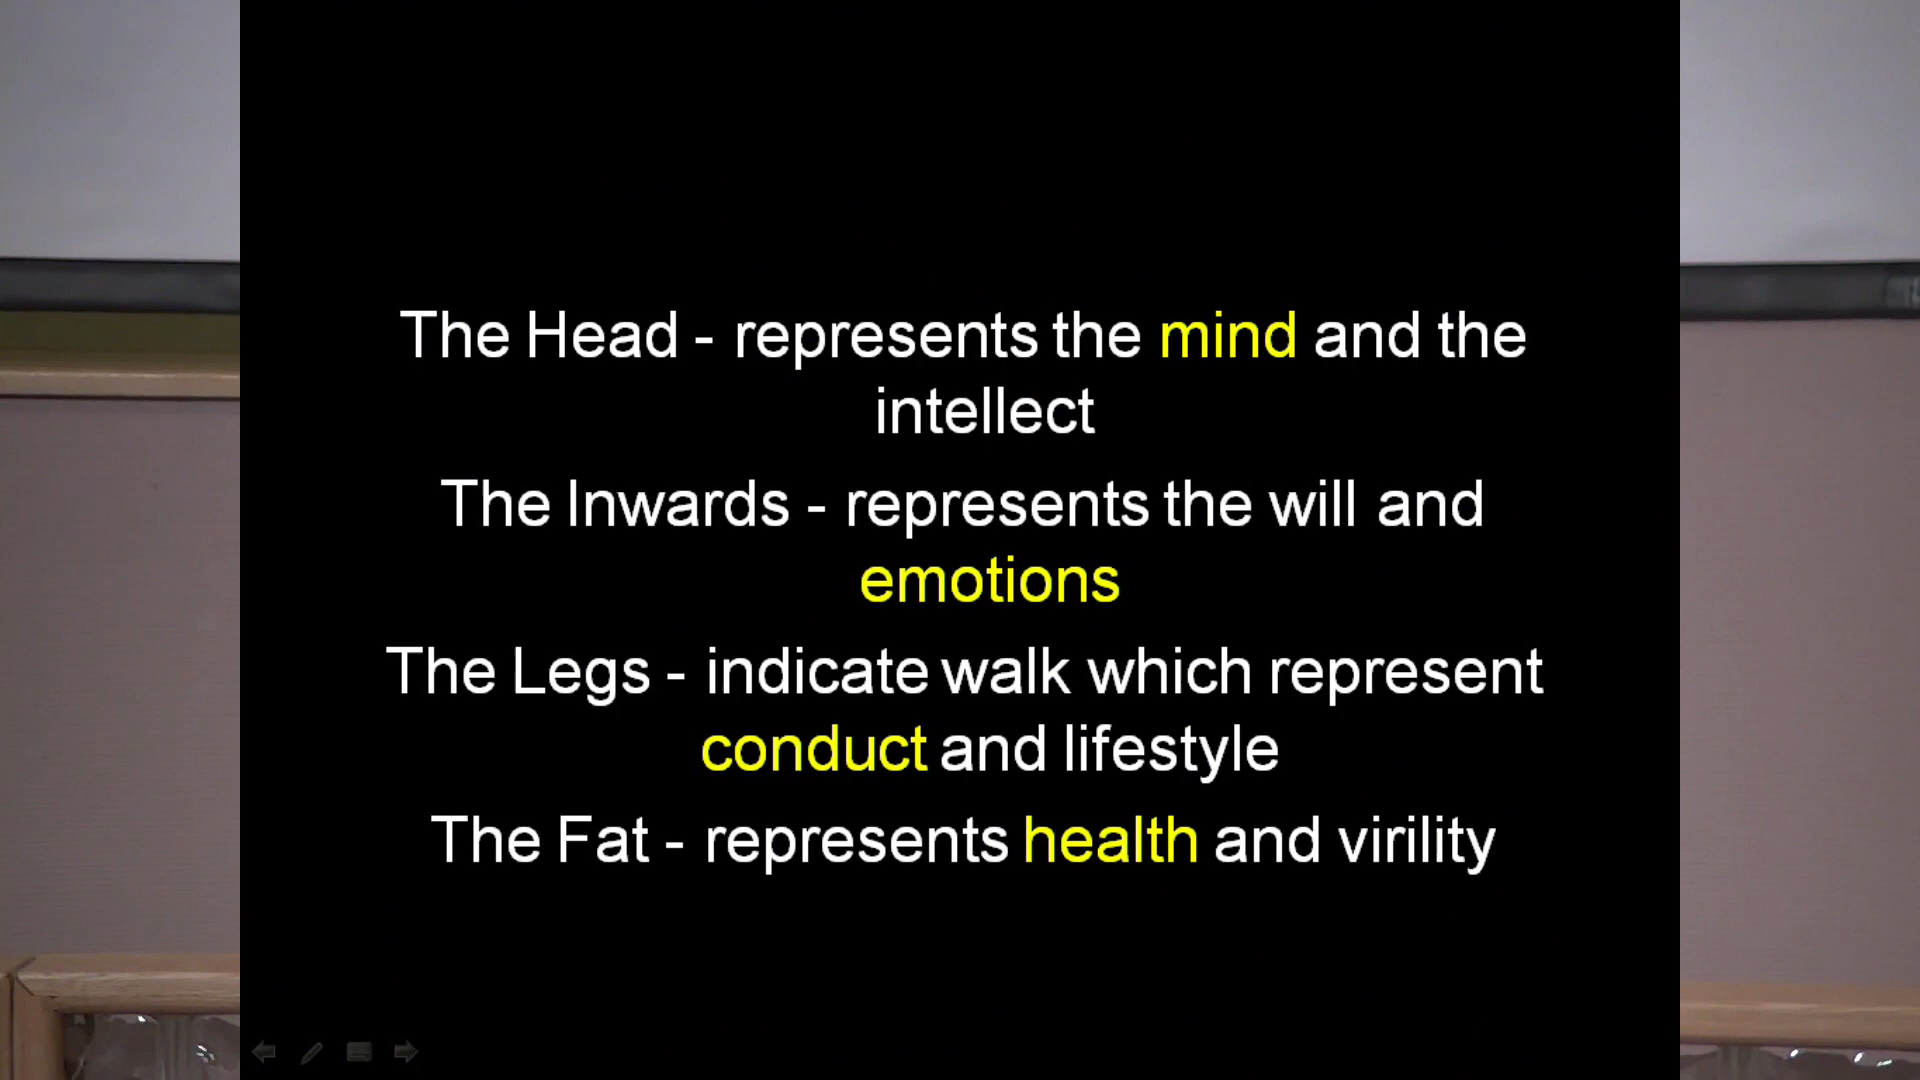 The Head - represents the mind and the
intellect
The Inwards - represents the will and
emotions
The Legs - indicate walk which represent
conduct and lifestyle
The Fat - represents health and virility